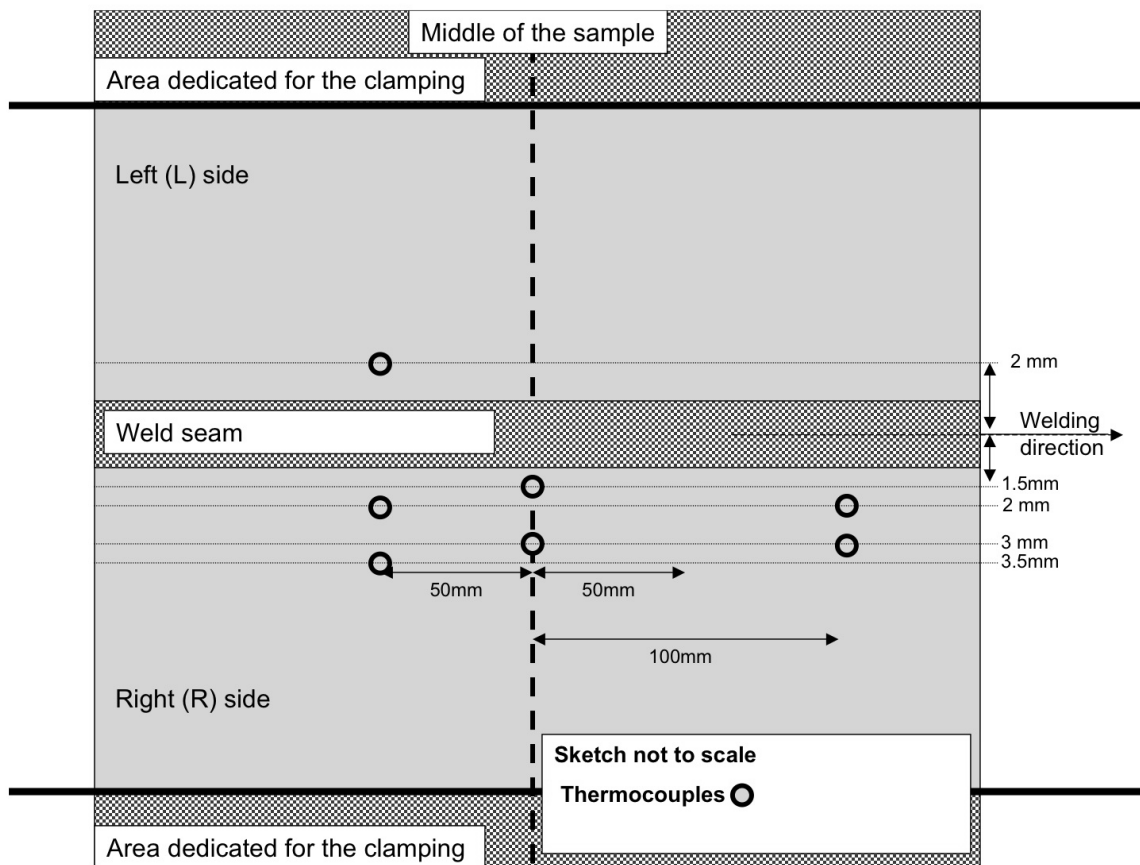 Middle of the sample
Area dedicated for the clamping
Left (L) side
2 mm
Weld seam
Welding
direction
1.5mm
2 mm
3 mm
3.5mm
50mm
50mm
100mm
Right (R) side
Sketch not to scale
Thermocouples
Area dedicated for the clamping